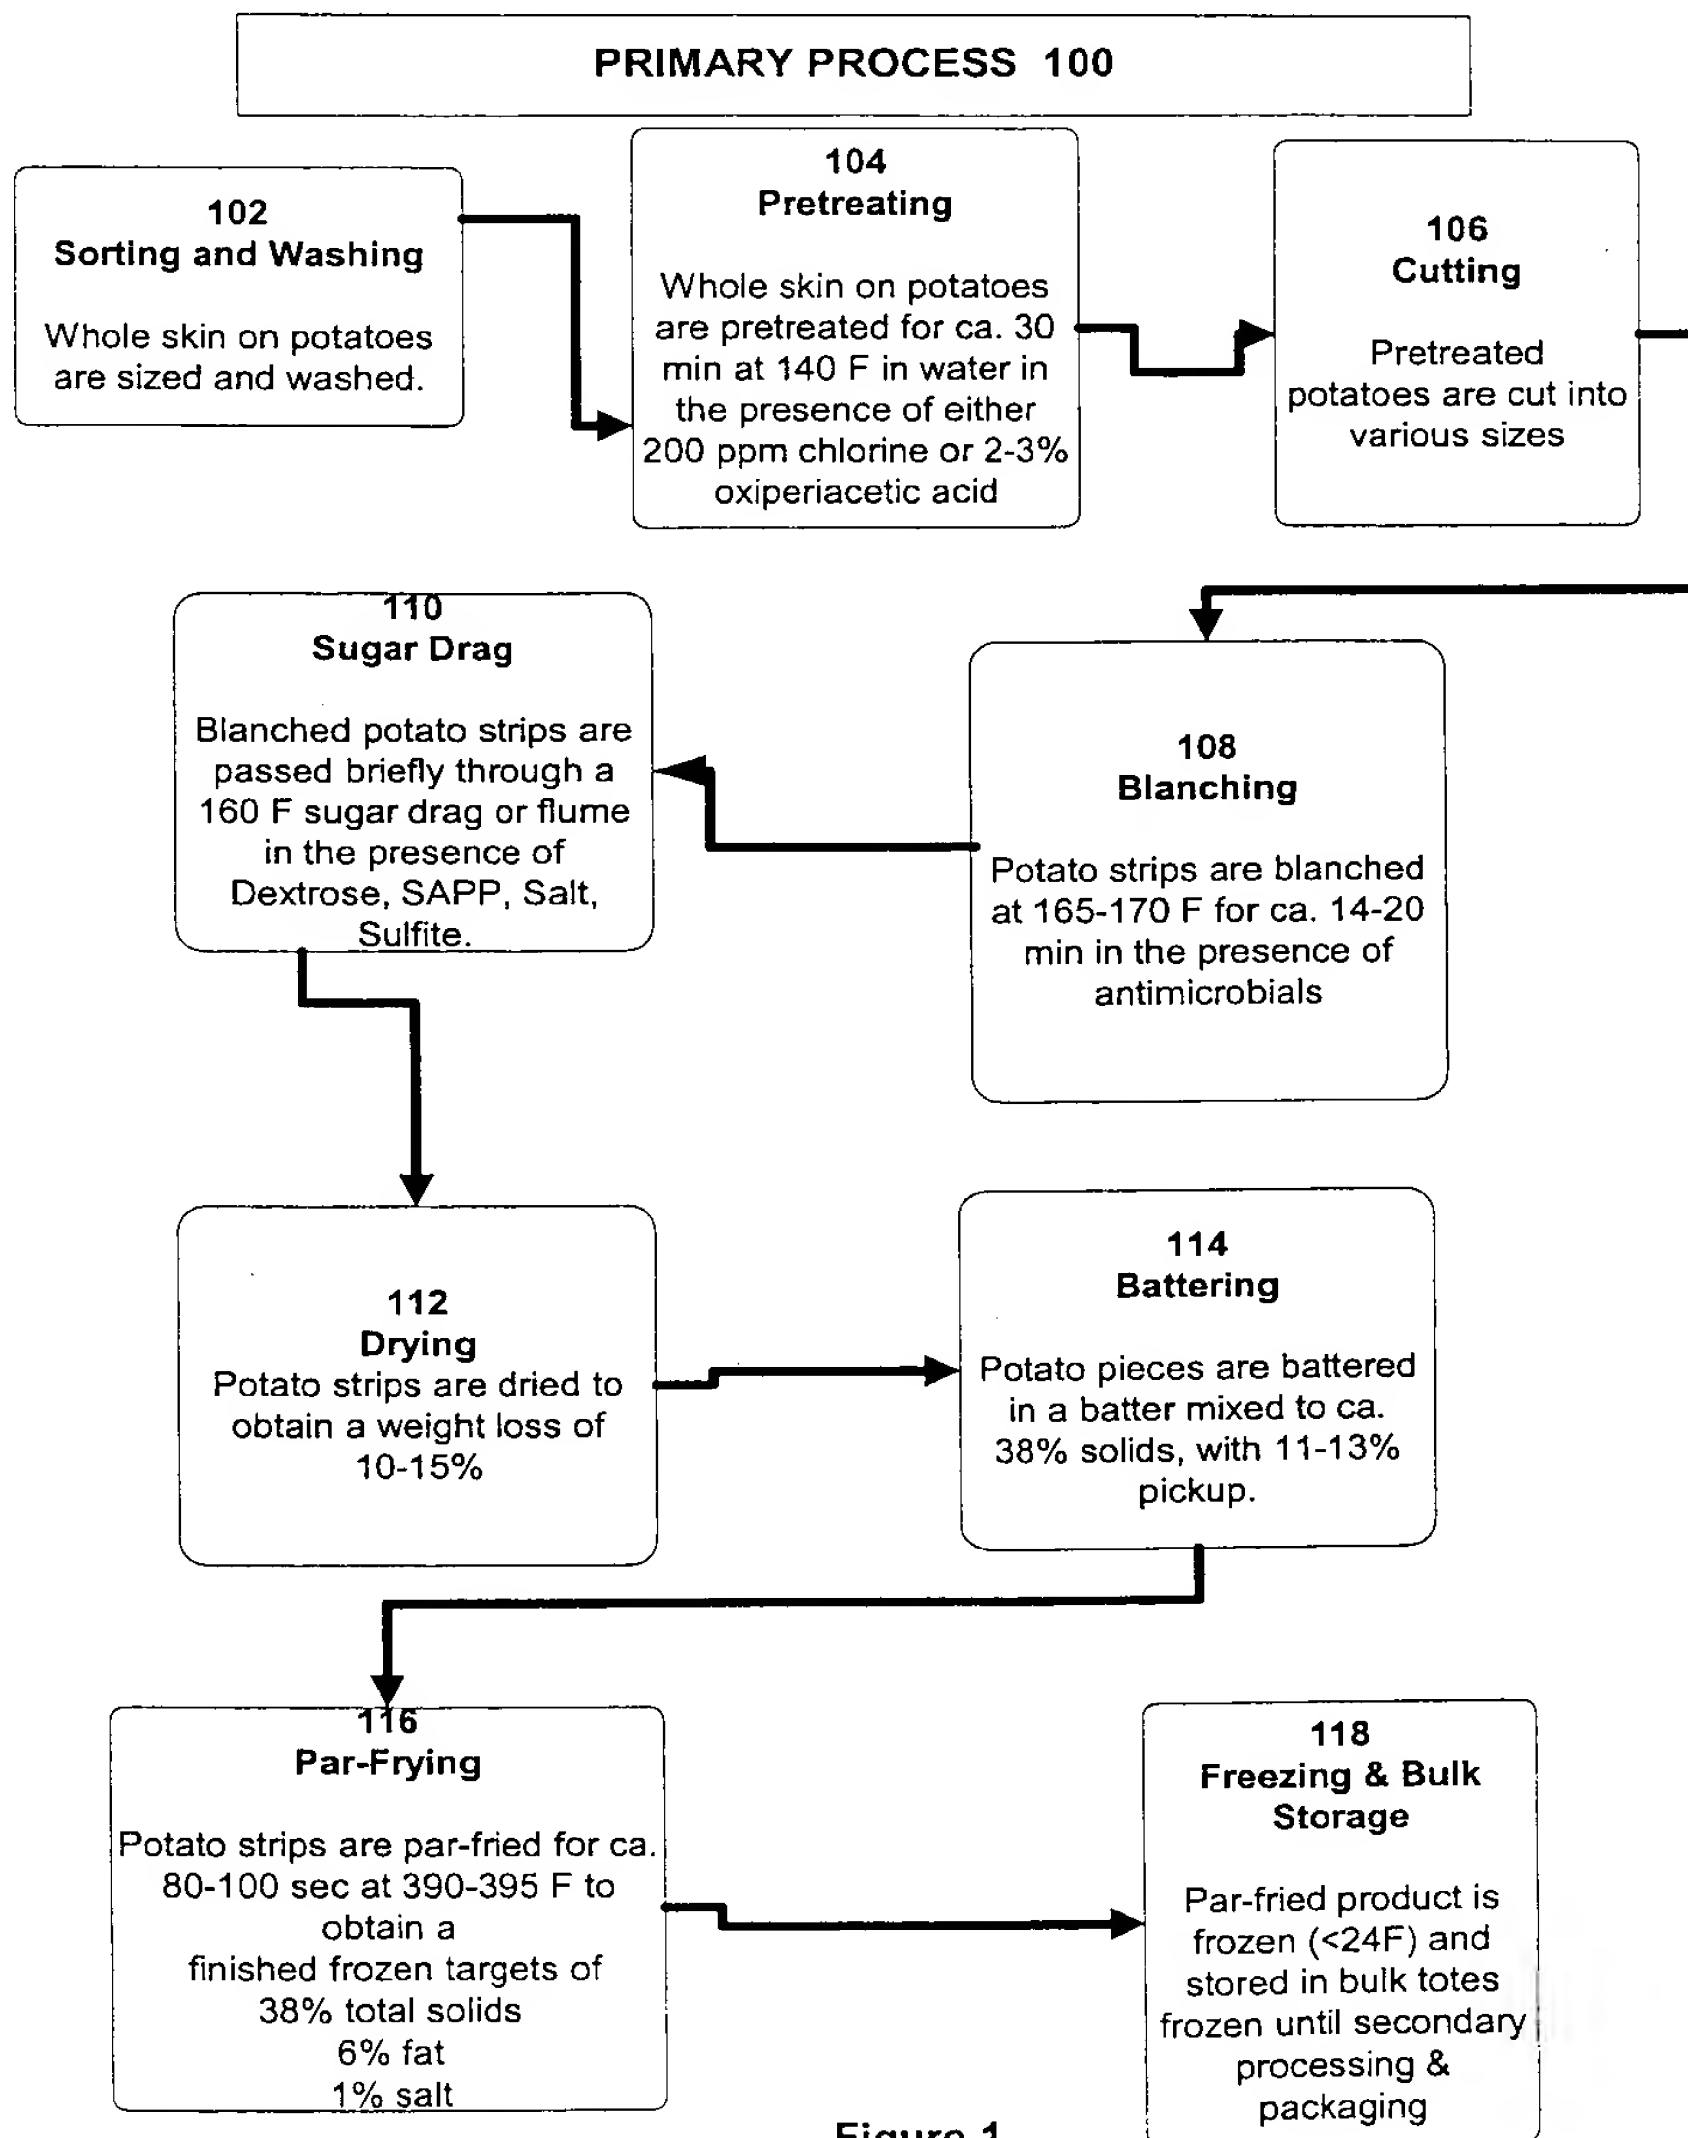 PRIMARY PROCESS 100
102
Sorting and Washing
Whole skin on potatoes
are sized and washed.
104
Pretreating
Whole skin on potatoes
are pretreated for ca. 30
min at 140 F in water in
the presence of either
200 ppm chlorine or 2-3%
oxiperiacetic acid
106
Cutting
Pretreated
potatoes are cut into
various sizes
108
Blanching
Potato strips are blanched
at 165-170 F for ca. 14-20
min in the presence of
antimicrobials
110
Sugar Drag
Blanched potato strips are
passed briefly through a
160 F sugar drag or flume
in the presence of
Dextrose, SAPP, Salt,
Sulfite.
112
Drying
Potato strips are dried to
obtain a weight loss of
10-15%
114
Battering
Potato pieces are battered
in a batter mixed to ca.
38% solids, with 11-13%
pickup.
116
Par-Frying
Potato strips are par-fried for ca.
80-100 sec at 390-395 F to
obtain a
finished frozen targets of
38% total solids
6% fat
1% salt
118
Freezing & Bulk
Storage
Par-fried product is
frozen (<24F) and
stored in bulk totes
frozen until secondary
processing &
packaging
Figure 1